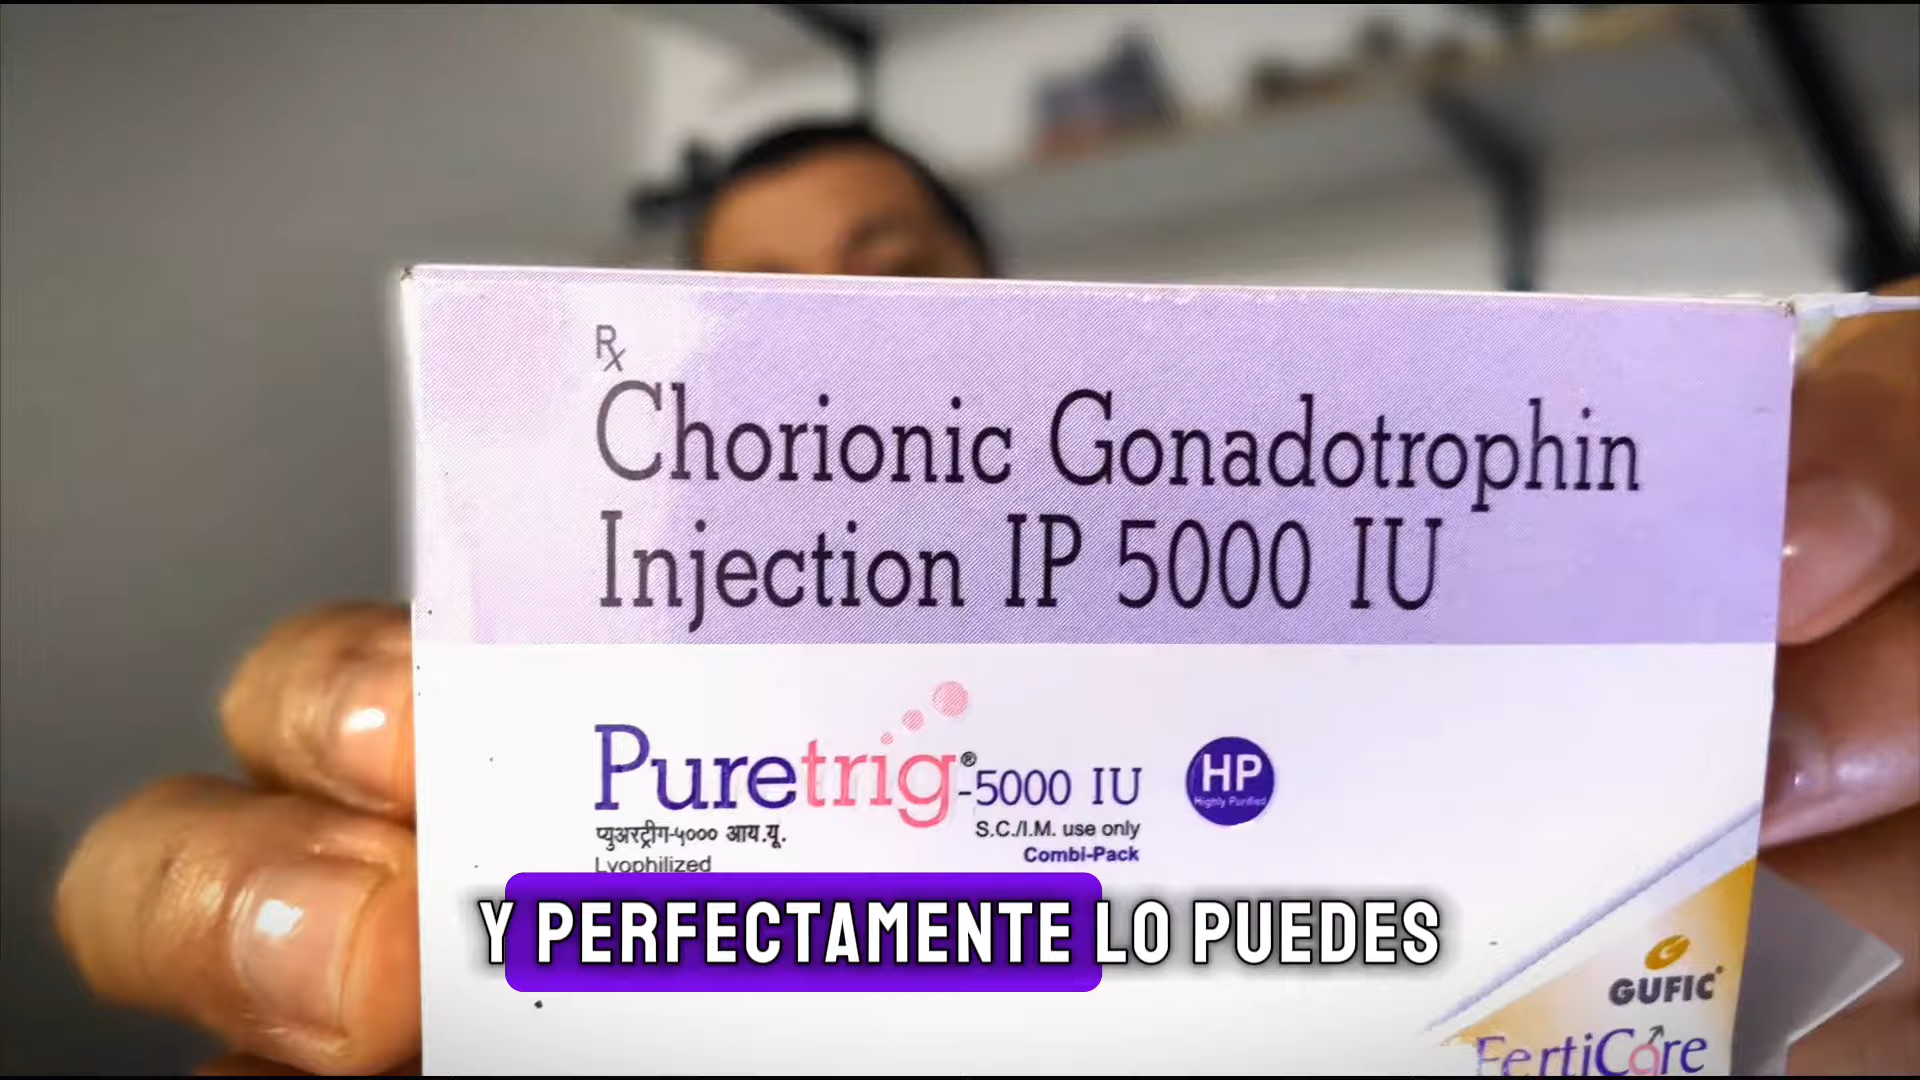 Rx
Chorionic Gonadotrophin
Injection IP 5000 IU
Puretrig®-5000 IU
HP
Highly Purified
प्युअरट्रीग-५००० आय.यू.
S.C./I.M. use only
Lyophilized
Combi-Pack
Y PERFECTAMENTE LO PUEDES
GUFIC®
FertiCare